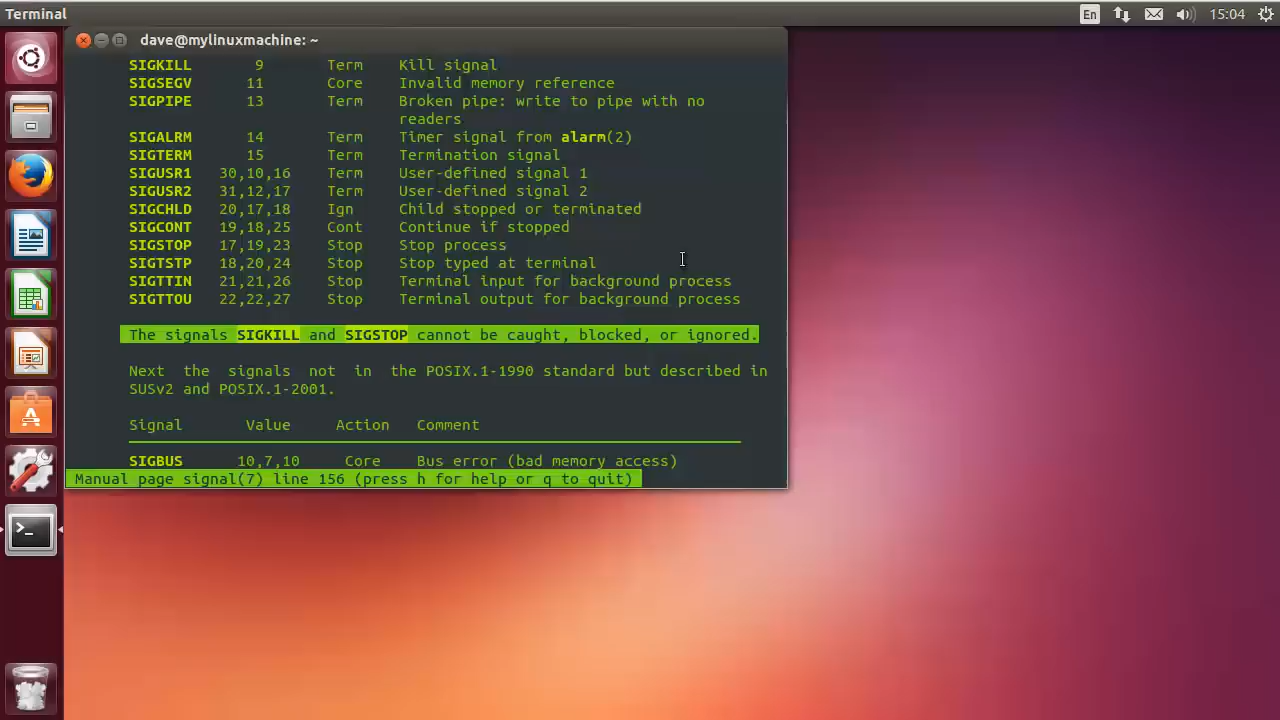 Terminal
En
15:04
dave@mylinuxmachine: ~
SIGKILL 9 Term Kill signal
SIGSEGV 11 Core Invalid memory reference
SIGPIPE 13 Term Broken pipe: write to pipe with no
readers
SIGALRM 14 Term Timer signal from alarm(2)
SIGTERM 15 Term Termination signal
SIGUSR1 30,10,16 Term User-defined signal 1
SIGUSR2 31,12,17 Term User-defined signal 2
SIGCHLD 20,17,18 Ign Child stopped or terminated
SIGCONT 19,18,25 Cont Continue if stopped
SIGSTOP 17,19,23 Stop Stop process
SIGTSTP 18,20,24 Stop Stop typed at terminal
SIGTTIN 21,21,26 Stop Terminal input for background process
SIGTTOU 22,22,27 Stop Terminal output for background process
The signals SIGKILL and SIGSTOP cannot be caught, blocked, or ignored.
Next the signals not in the POSIX.1-1990 standard but described in
SUSv2 and POSIX.1-2001.
Signal Value Action Comment
SIGBUS 10,7,10 Core Bus error (bad memory access)
Manual page signal(7) line 156 (press h for help or q to quit)